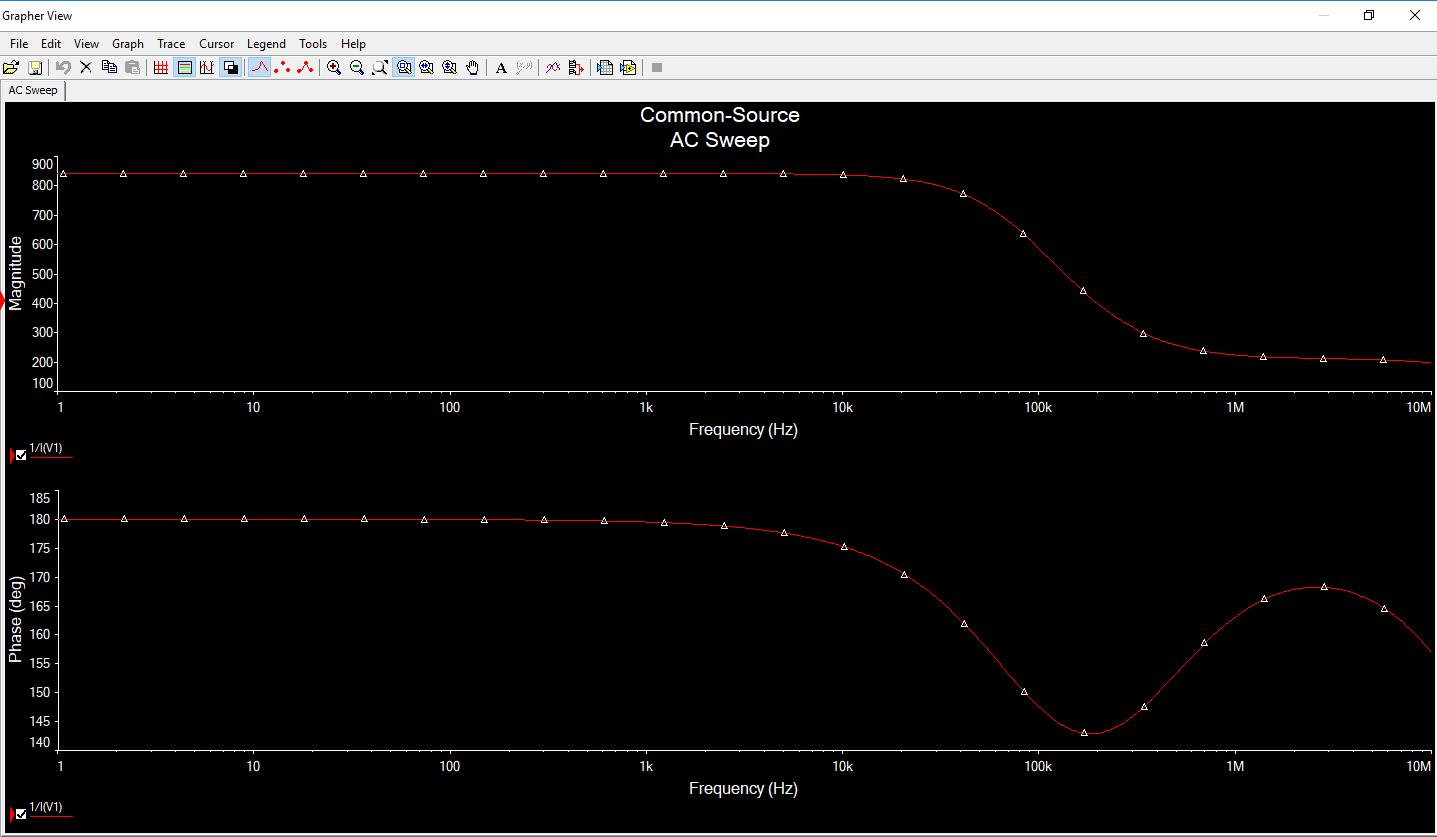 Grapher View
File Edit View Graph Trace Cursor Legend Tools Help
A
AC Sweep
Common-Source
AC Sweep
900
800
700
600
500
400
300
200
100
Magnitude
1 10 100 1k 10k 100k 1M 10M
Frequency (Hz)
1/I(V1)
185
180
175
170
165
160
155
150
145
140
Phase (deg)
1 10 100 1k 10k 100k 1M 10M
Frequency (Hz)
1/I(V1)